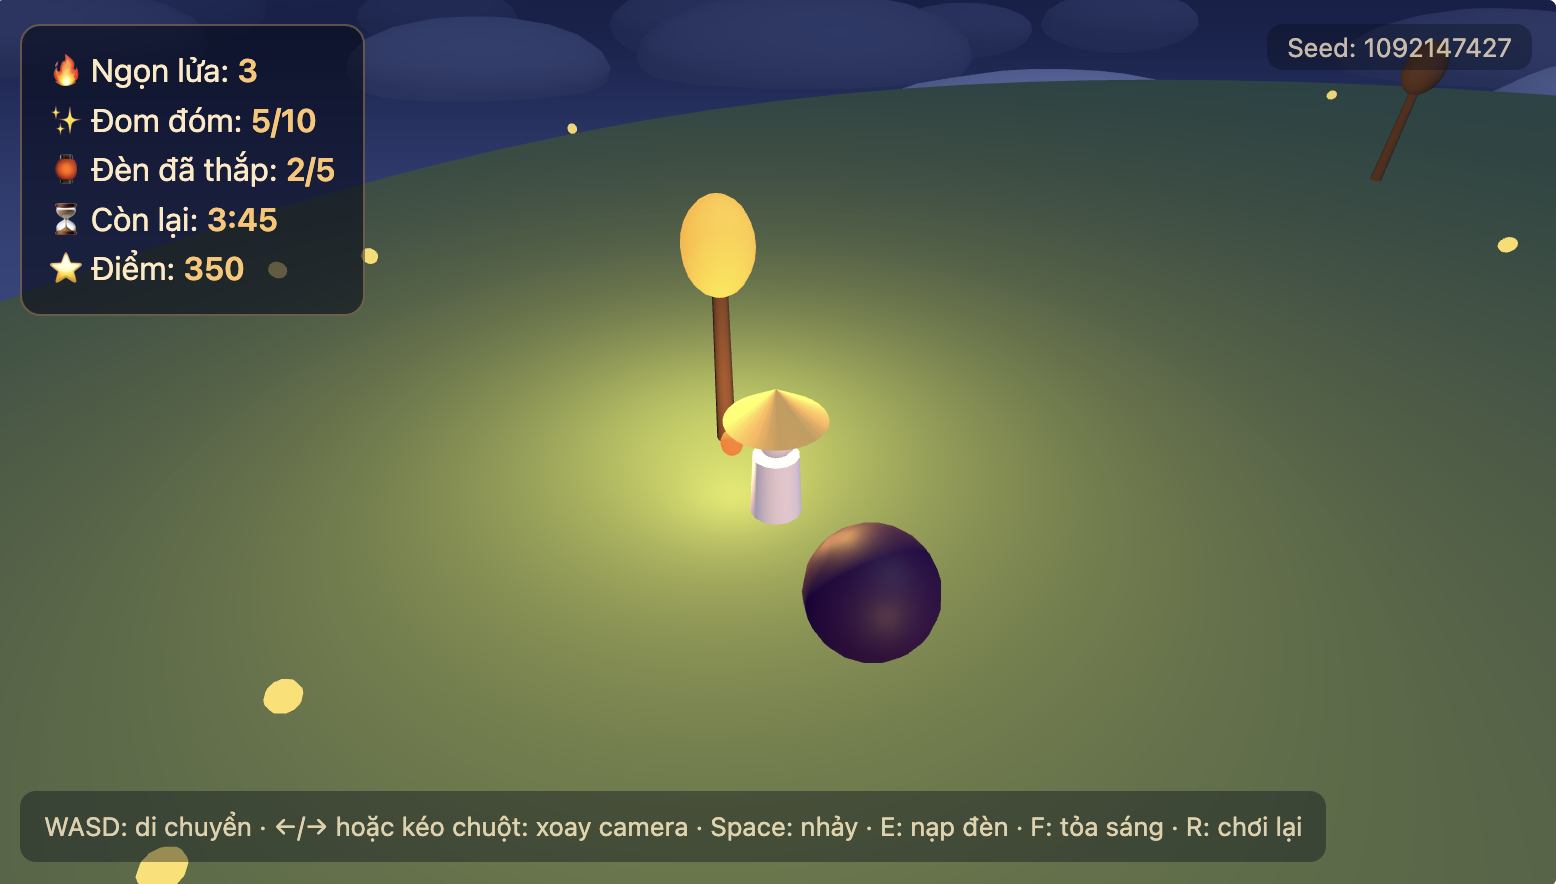 🔥 Ngọn lửa: 3
✨ Đom đóm: 5/10
🏮 Đèn đã thắp: 2/5
⏳ Còn lại: 3:45
⭐ Điểm: 350
Seed: 1092147427
WASD: di chuyển · ←/→ hoặc kéo chuột: xoay camera · Space: nhảy · E: nạp đèn · F: tỏa sáng · R: chơi lại